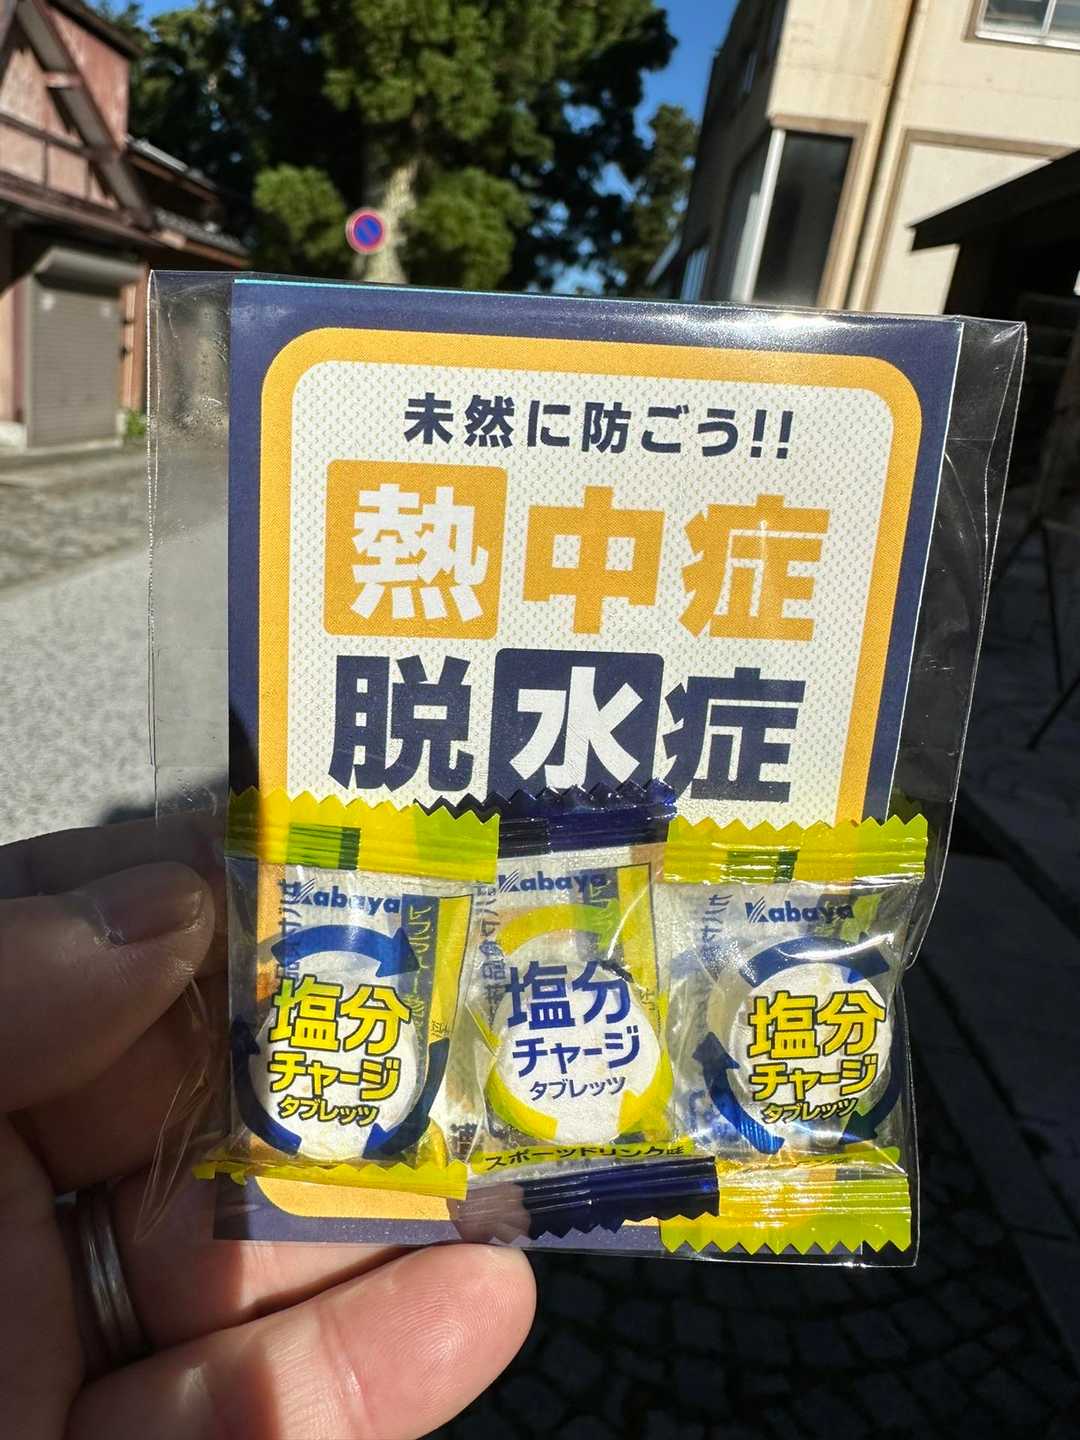 未然に防ごう!!
熱中症
脱水症
Kabaya
塩分
チャージ
タブレッツ
Kabaya
塩分
チャージ
タブレッツ
スポーツドリンク味
Kabaya
塩分
チャージ
タブレッツ